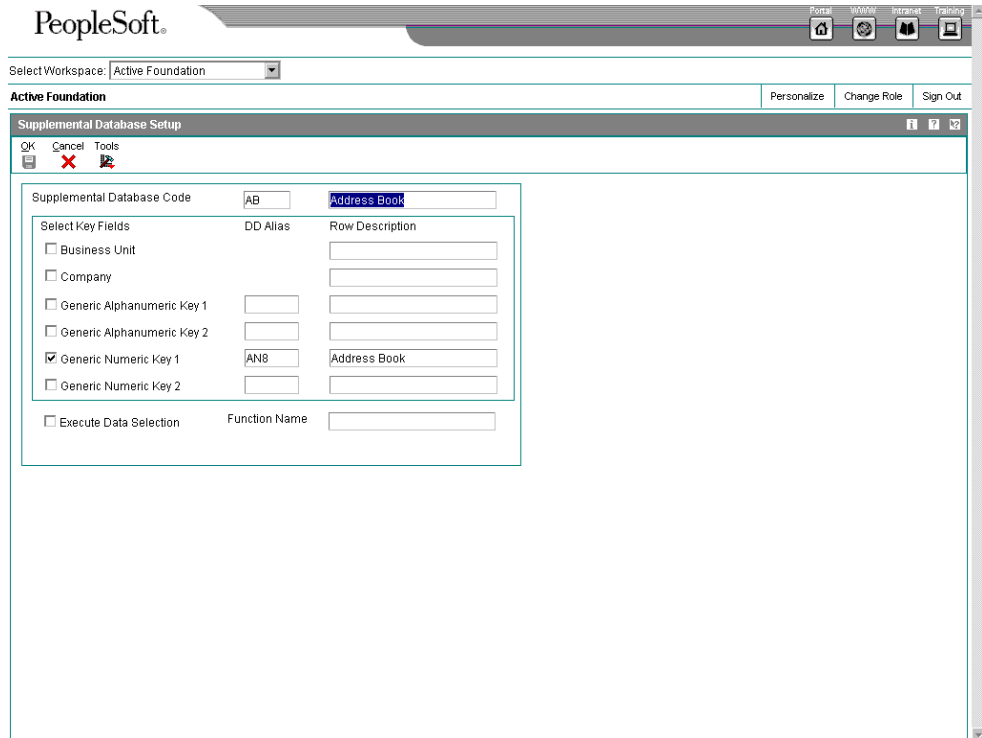 Portal WWW Intranet Training
PeopleSoft.
Select Workspace: Active Foundation
Active Foundation Personalize Change Role Sign Out
Supplemental Database Setup
OK Cancel Tools
Supplemental Database Code AB Address Book
Select Key Fields DD Alias Row Description
Business Unit
Company
Generic Alphanumeric Key 1
Generic Alphanumeric Key 2
Generic Numeric Key 1 AN8 Address Book
Generic Numeric Key 2
Execute Data Selection Function Name